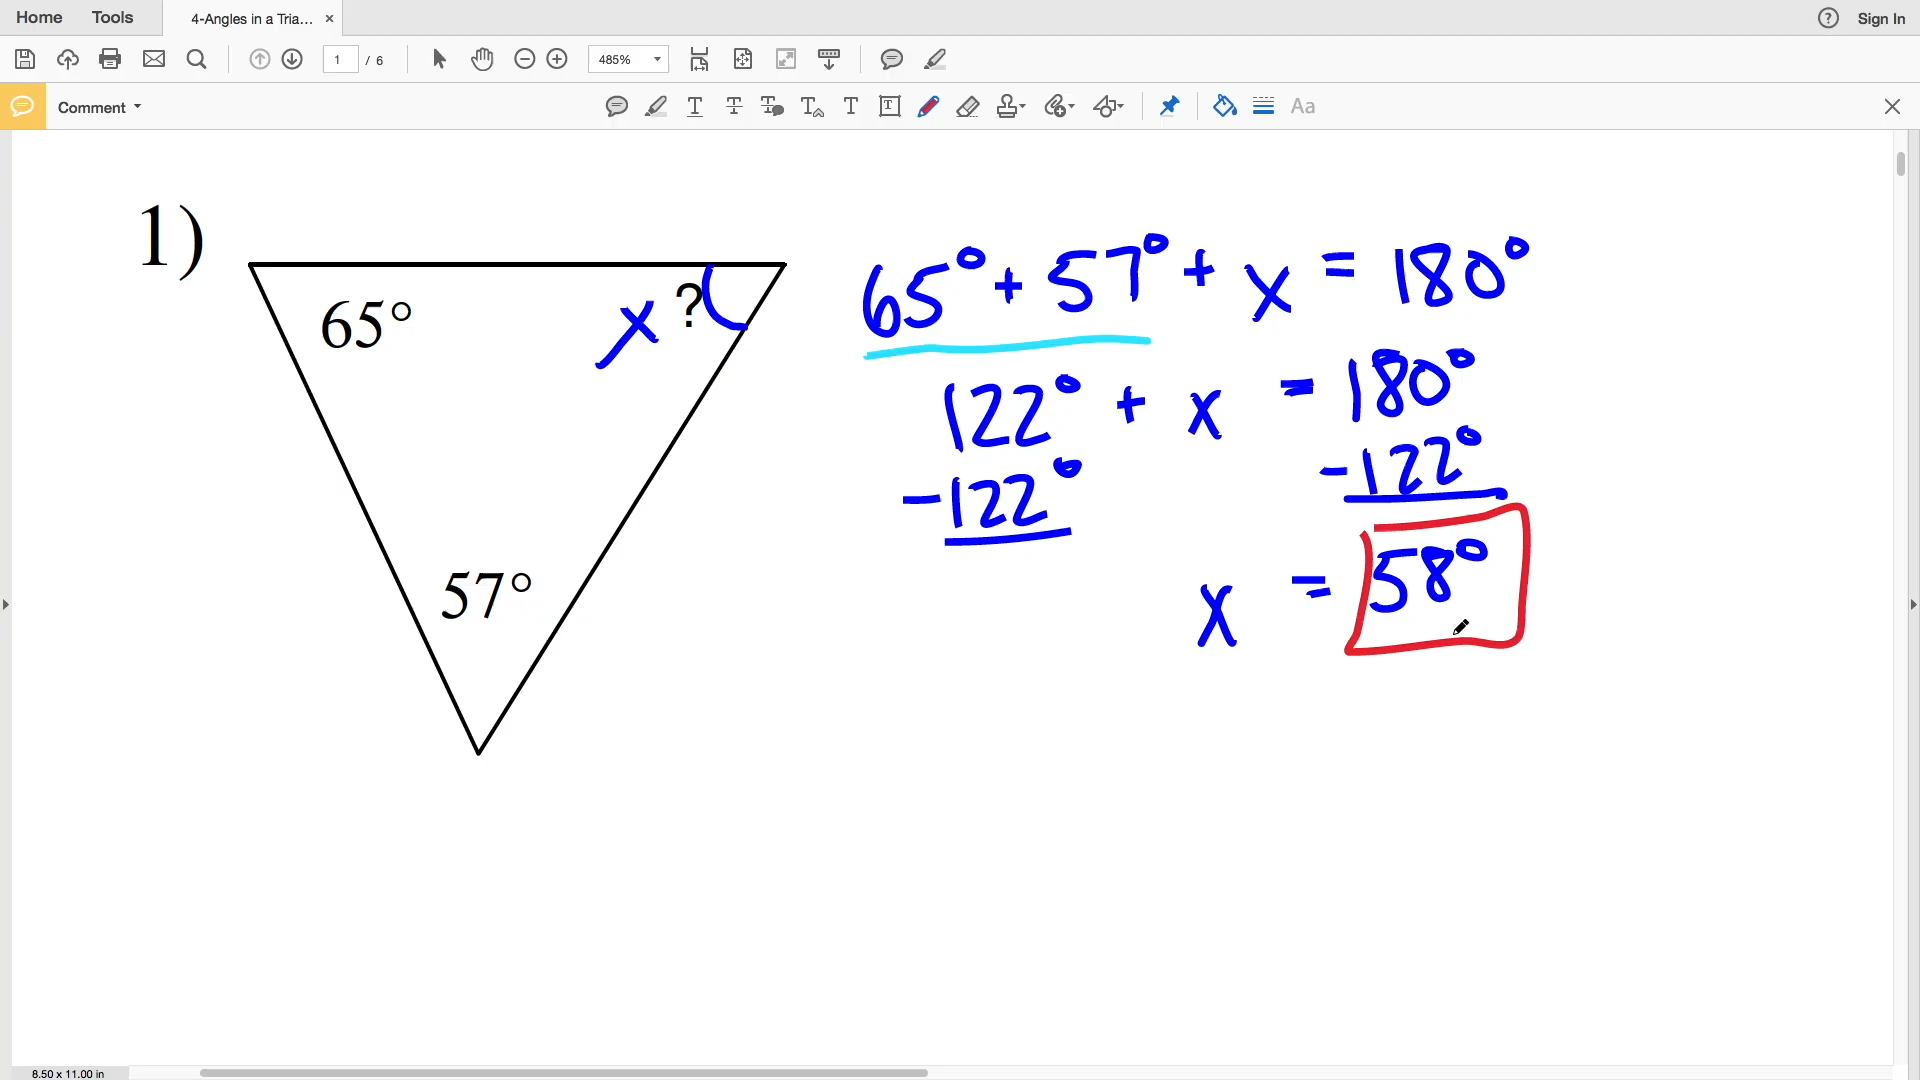 Home Tools 4-Angles in a Tria... × ? Sign In
1 / 6 485%
Comment T T T T T T Aa
1)
65° x ?
57°
65° + 57° + x = 180°
122° + x = 180°
-122° -122°
x = 58°
8.50 x 11.00 in